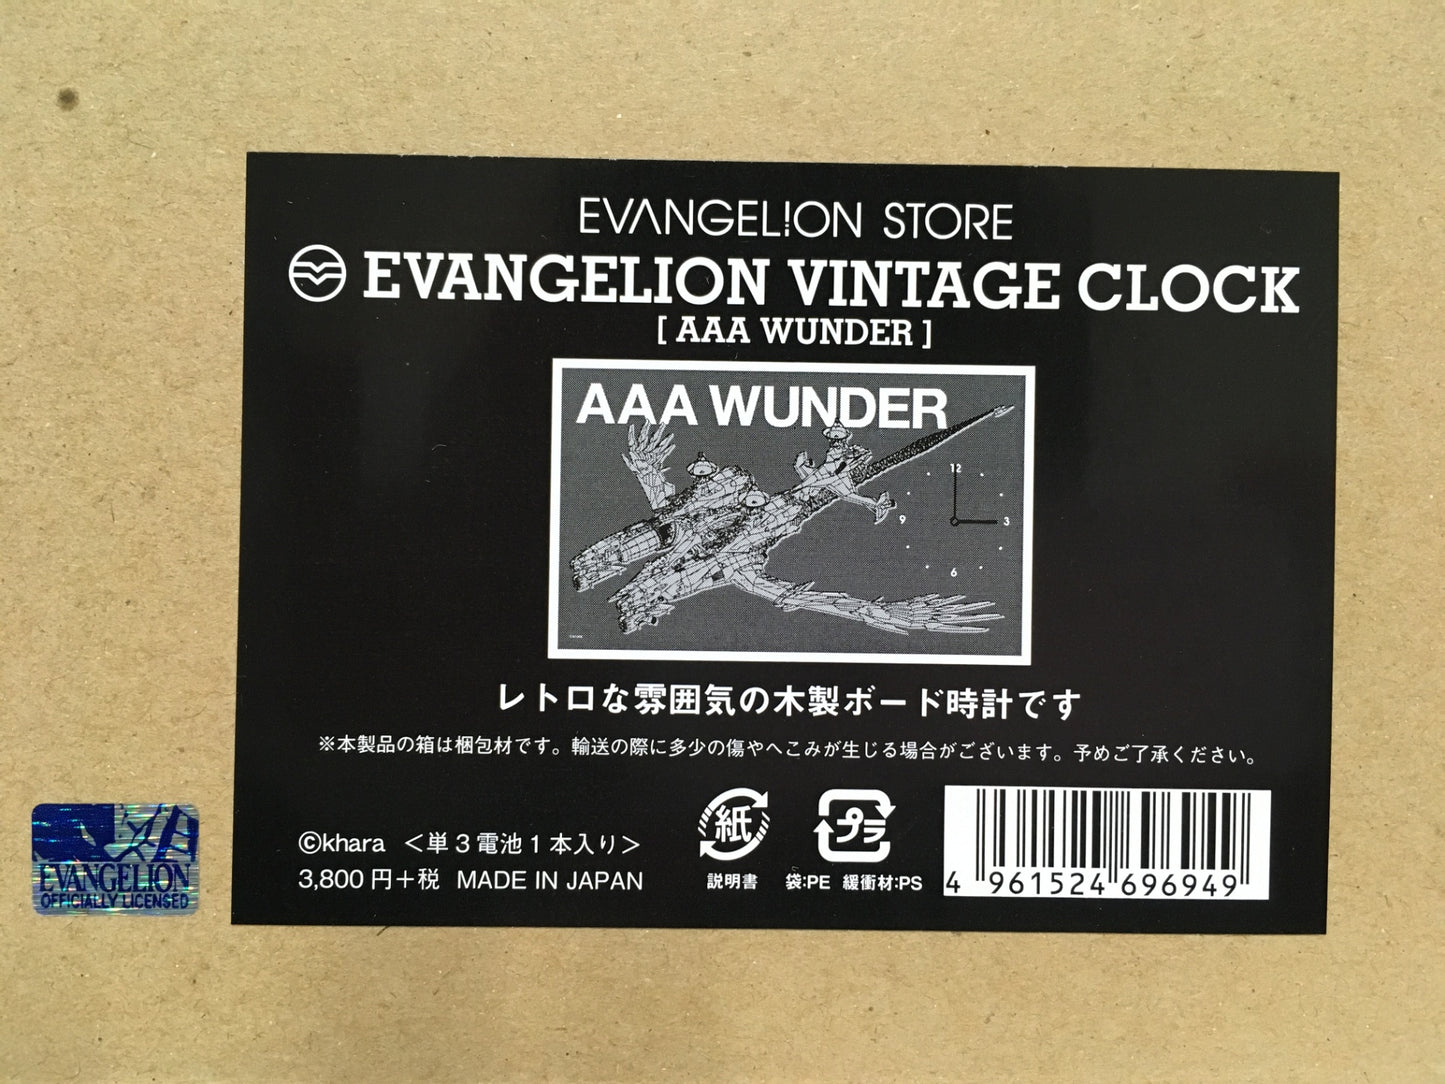 EVANGELION STORE
EVANGELION VINTAGE CLOCK
[ AAA WUNDER ]
AAA WUNDER
12
9
3
6
レトロな雰囲気の木製ボード時計です
※本製品の箱は梱包材です。輸送の際に多少の傷やへこみが生じる場合がございます。予めご了承ください。
©khara ＜単3電池1本入り＞
3,800円＋税 MADE IN JAPAN
紙
説明書
プラ
袋:PE 緩衝材:PS
4 961524 696949
EVANGELION
OFFICIALLY LICENSED